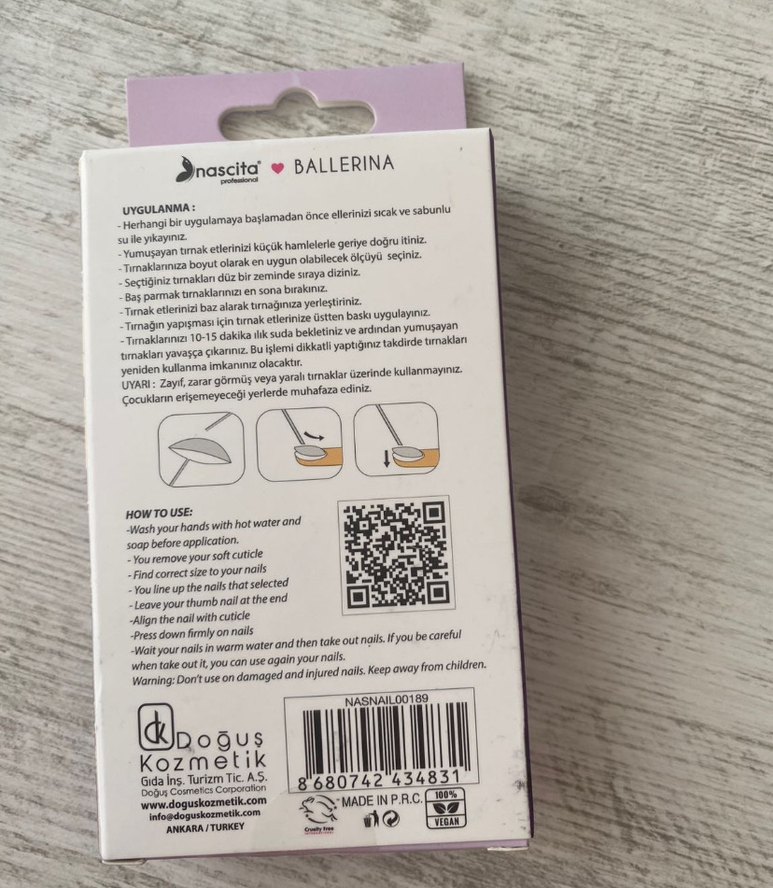 nascita® BALLERINA
professional
UYGULANMA :
- Herhangi bir uygulamaya başlamadan önce ellerinizi sıcak ve sabunlu
su ile yıkayınız.
- Yumuşayan tırnak etlerinizi küçük hamlelerle geriye doğru itiniz.
- Tırnaklarınıza boyut olarak en uygun olabilecek ölçüyü seçiniz.
- Seçtiğiniz tırnakları düz bir zeminde sıraya diziniz.
- Baş parmak tırnaklarınızı en sona bırakınız.
- Tırnak etlerinizi baz alarak tırnağınıza yerleştiriniz.
- Tırnağın yapışması için tırnak etlerinize üstten baskı uygulayınız.
- Tırnaklarınızı 10-15 dakika ılık suda bekletiniz ve ardından yumuşayan
tırnakları yavaşça çıkarınız. Bu işlemi dikkatli yaptığınız takdirde tırnakları
yeniden kullanma imkanınız olacaktır.
UYARI : Zayıf, zarar görmüş veya yaralı tırnaklar üzerinde kullanmayınız.
Çocukların erişemeyeceği yerlerde muhafaza ediniz.
HOW TO USE:
-Wash your hands with hot water and
soap before application.
- You remove your soft cuticle
- Find correct size to your nails
- You line up the nails that selected
- Leave your thumb nail at the end
-Align the nail with cuticle
-Press down firmly on nails
-Wait your nails in warm water and then take out nails. If you be careful
when take out it, you can use again your nails.
Warning: Don't use on damaged and injured nails. Keep away from children.
dk Doğuş
Kozmetik
Gıda İnş. Turizm Tic. A.Ş.
Doğuş Cosmetics Corporation
www.doguskozmetik.com
info@doguskozmetik.com
ANKARA / TURKEY
NASNAIL00189
8 680742 434831
Cruelty Free
INTERNATIONAL
MADE IN P.R.C.
100%
VEGAN